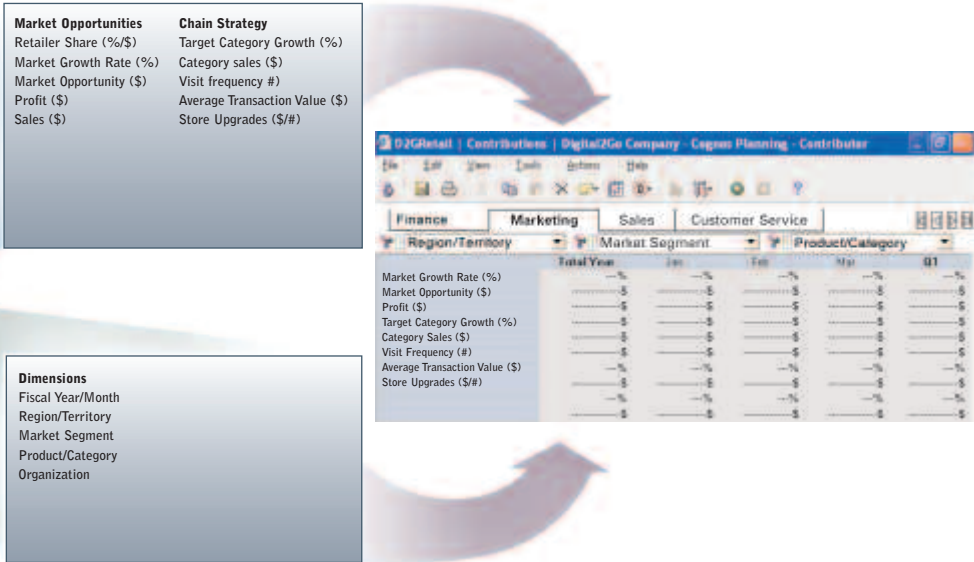 Market Opportunities
Retailer Share (%/$)
Market Growth Rate (%)
Market Opportunity ($)
Profit ($)
Sales ($)
Chain Strategy
Target Category Growth (%)
Category sales ($)
Visit frequency #)
Average Transaction Value ($)
Store Upgrades ($/#)
D2GRetail | Contributions | Digital2Go Company - Cognos Planning - Contributor
File Edit View Tools Actions Help
Finance Marketing Sales Customer Service
Region/Territory Market Segment Product/Category
Total Year Jan Feb Mar Q1
Market Growth Rate (%) ---% ---% ---% ---% ---%
Market Opportunity ($) ------------$ ------------$ ------------$ ------------$ ------------$
Profit ($) ------------$ ------------$ ------------$ ------------$ ------------$
Target Category Growth (%) ------------$ ------------$ ------------$ ------------$ ------------$
Category Sales ($) ------------$ ------------$ ------------$ ------------$ ------------$
Visit Frequency (#) ------------$ ------------$ ------------$ ------------$ ------------$
Average Transaction Value ($) ---% ---% ---% ---% ---%
Store Upgrades ($/#) ------------$ ------------$ ------------$ ------------$ ------------$
---% ---% ---% ---% ---%
------------$ ------------$ ------------$ ------------$ ------------$
Dimensions
Fiscal Year/Month
Region/Territory
Market Segment
Product/Category
Organization